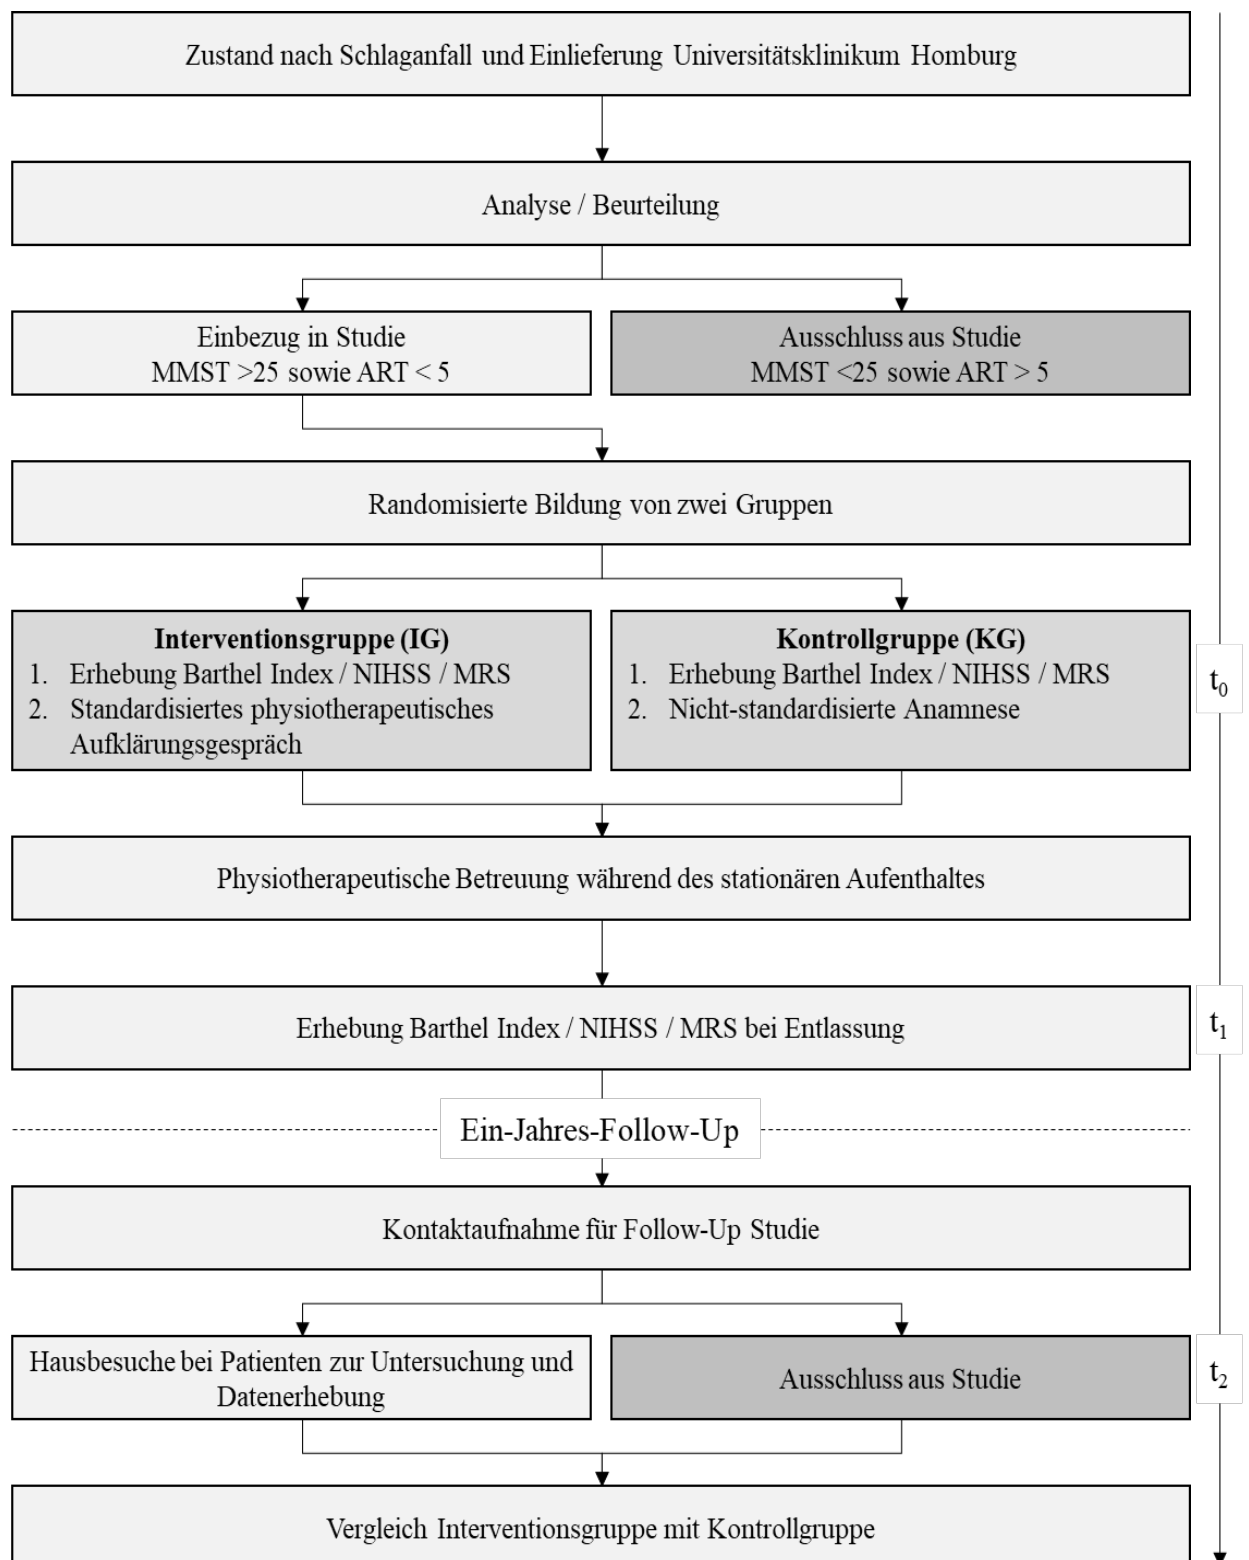 Zustand nach Schlaganfall und Einlieferung Universitätsklinikum Homburg
Analyse / Beurteilung
Einbezug in Studie
MMST >25 sowie ART < 5
Ausschluss aus Studie
MMST <25 sowie ART > 5
Randomisierte Bildung von zwei Gruppen
Interventionsgruppe (IG)
1. Erhebung Barthel Index / NIHSS / MRS
2. Standardisiertes physiotherapeutisches
Aufklärungsgespräch
Kontrollgruppe (KG)
1. Erhebung Barthel Index / NIHSS / MRS
2. Nicht-standardisierte Anamnese
t0
Physiotherapeutische Betreuung während des stationären Aufenthaltes
Erhebung Barthel Index / NIHSS / MRS bei Entlassung
t1
Ein-Jahres-Follow-Up
Kontaktaufnahme für Follow-Up Studie
Hausbesuche bei Patienten zur Untersuchung und
Datenerhebung
Ausschluss aus Studie
t2
Vergleich Interventionsgruppe mit Kontrollgruppe